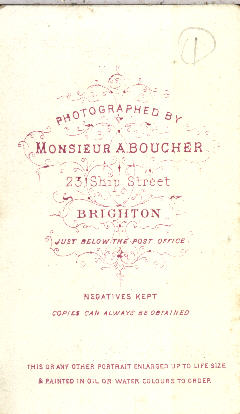 1
PHOTOGRAPHED BY
MONSIEUR A BOUCHER
23 Ship Street
BRIGHTON
JUST BELOW THE POST OFFICE
NEGATIVES KEPT
COPIES CAN ALWAYS BE OBTAINED
THIS OR ANY OTHER PORTRAIT ENLARGED UP TO LIFE SIZE
& PAINTED IN OIL OR WATER COLOURS TO ORDER